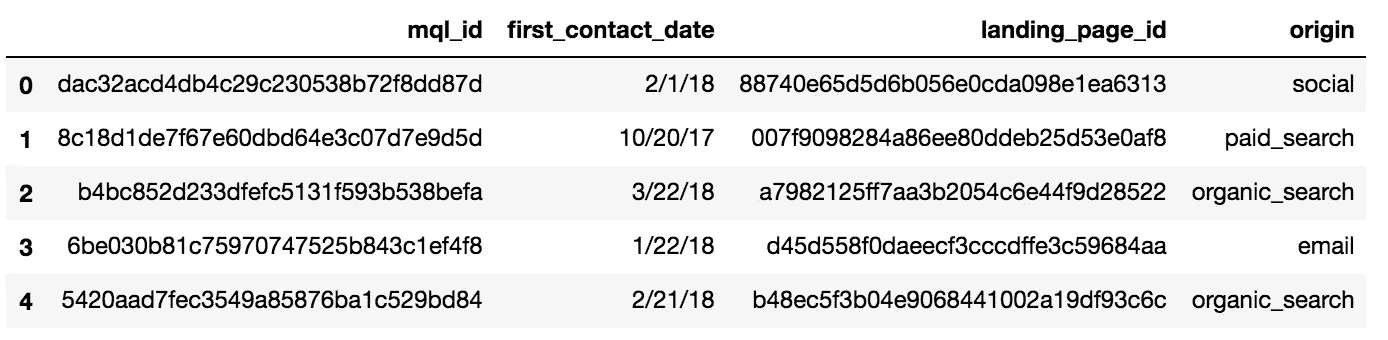 mql_id first_contact_date landing_page_id origin
0 dac32acd4db4c29c230538b72f8dd87d 2/1/18 88740e65d5d6b056e0cda098e1ea6313 social
1 8c18d1de7f67e60dbd64e3c07d7e9d5d 10/20/17 007f9098284a86ee80ddeb25d53e0af8 paid_search
2 b4bc852d233dfefc5131f593b538befa 3/22/18 a7982125ff7aa3b2054c6e44f9d28522 organic_search
3 6be030b81c75970747525b843c1ef4f8 1/22/18 d45d558f0daeecf3cccdffe3c59684aa email
4 5420aad7fec3549a85876ba1c529bd84 2/21/18 b48ec5f3b04e9068441002a19df93c6c organic_search